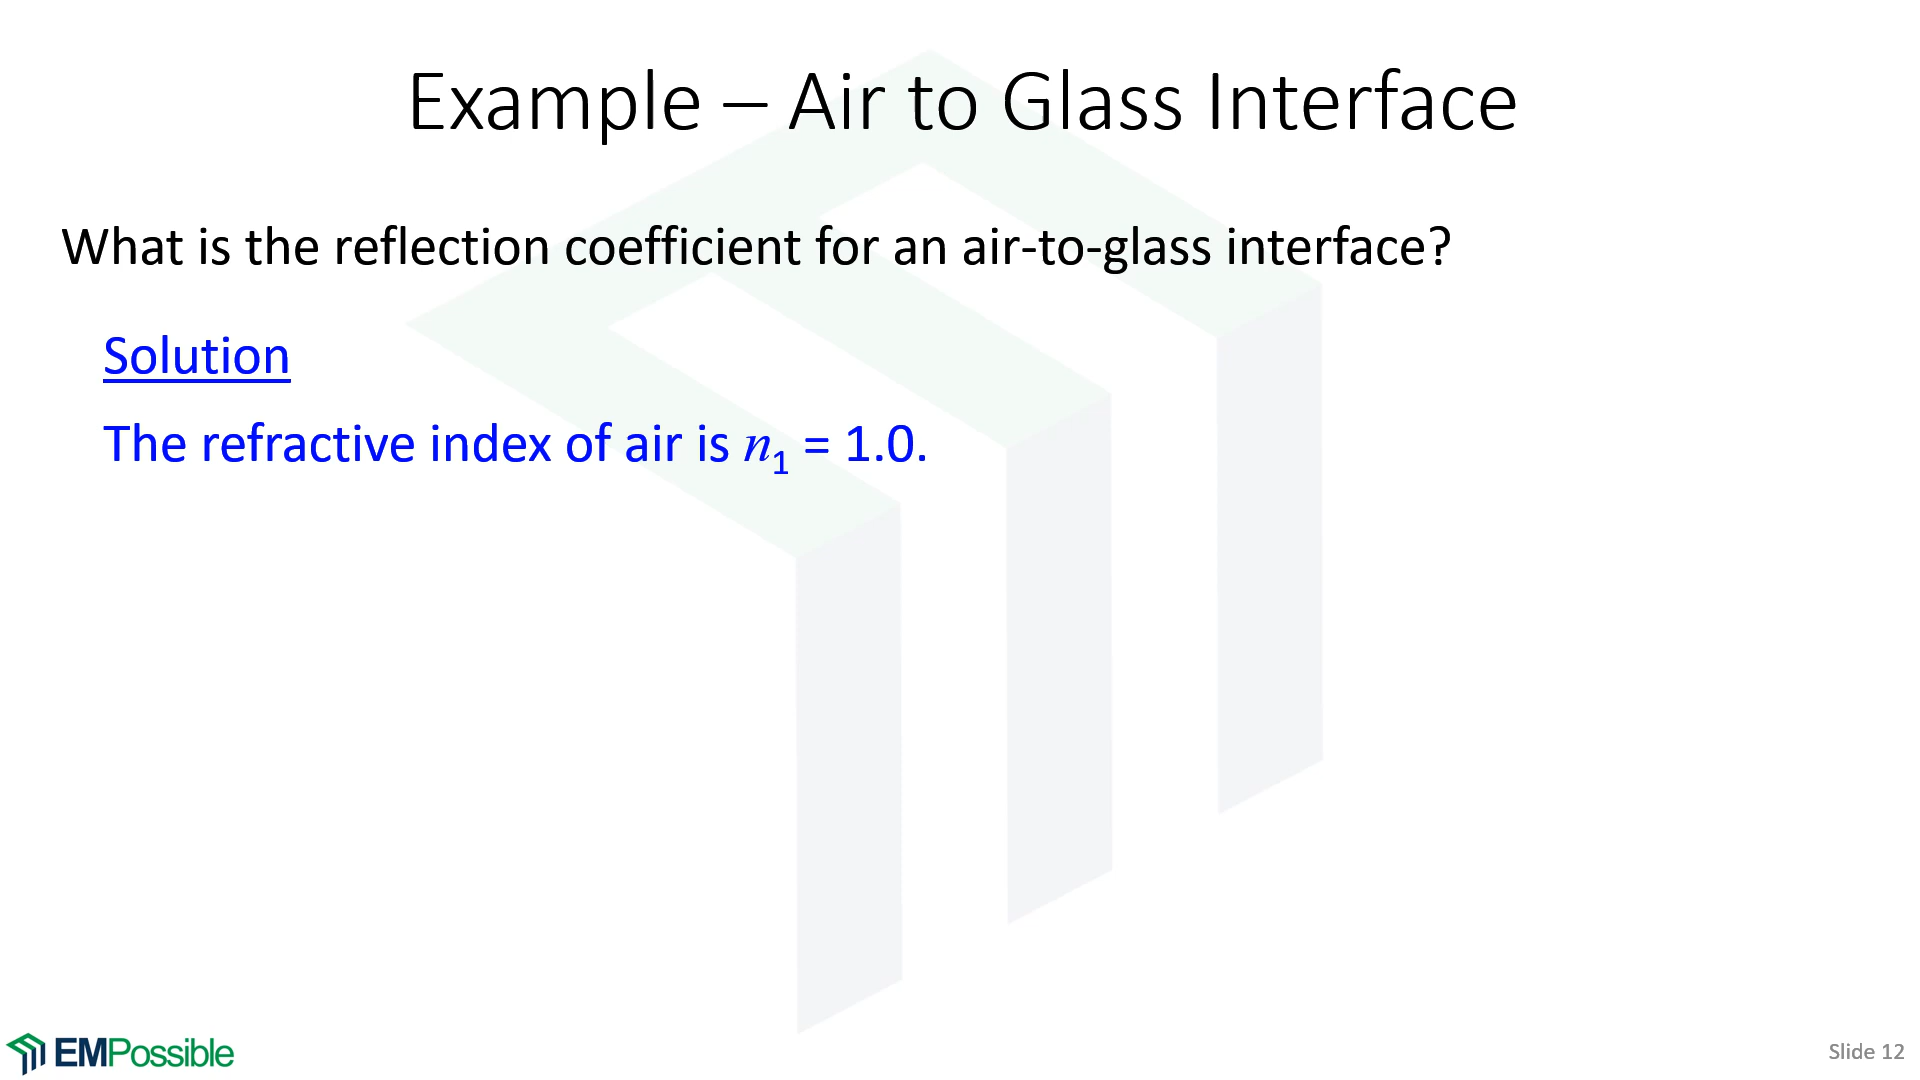 Example – Air to Glass Interface
What is the reflection coefficient for an air-to-glass interface?
Solution
The refractive index of air is n₁ = 1.0.
EMPossible
Slide 12